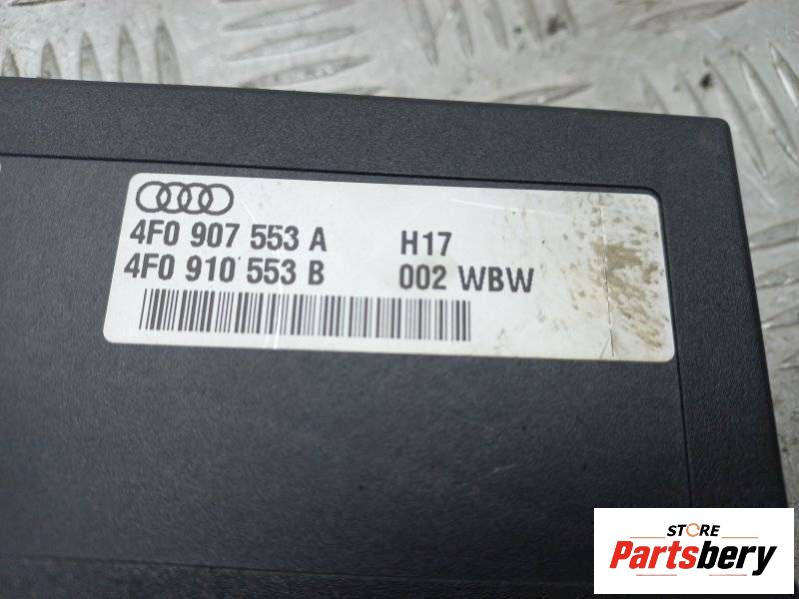 4F0 907 553 A H17
4F0 910 553 B 002 WBW
STORE
Partsbery